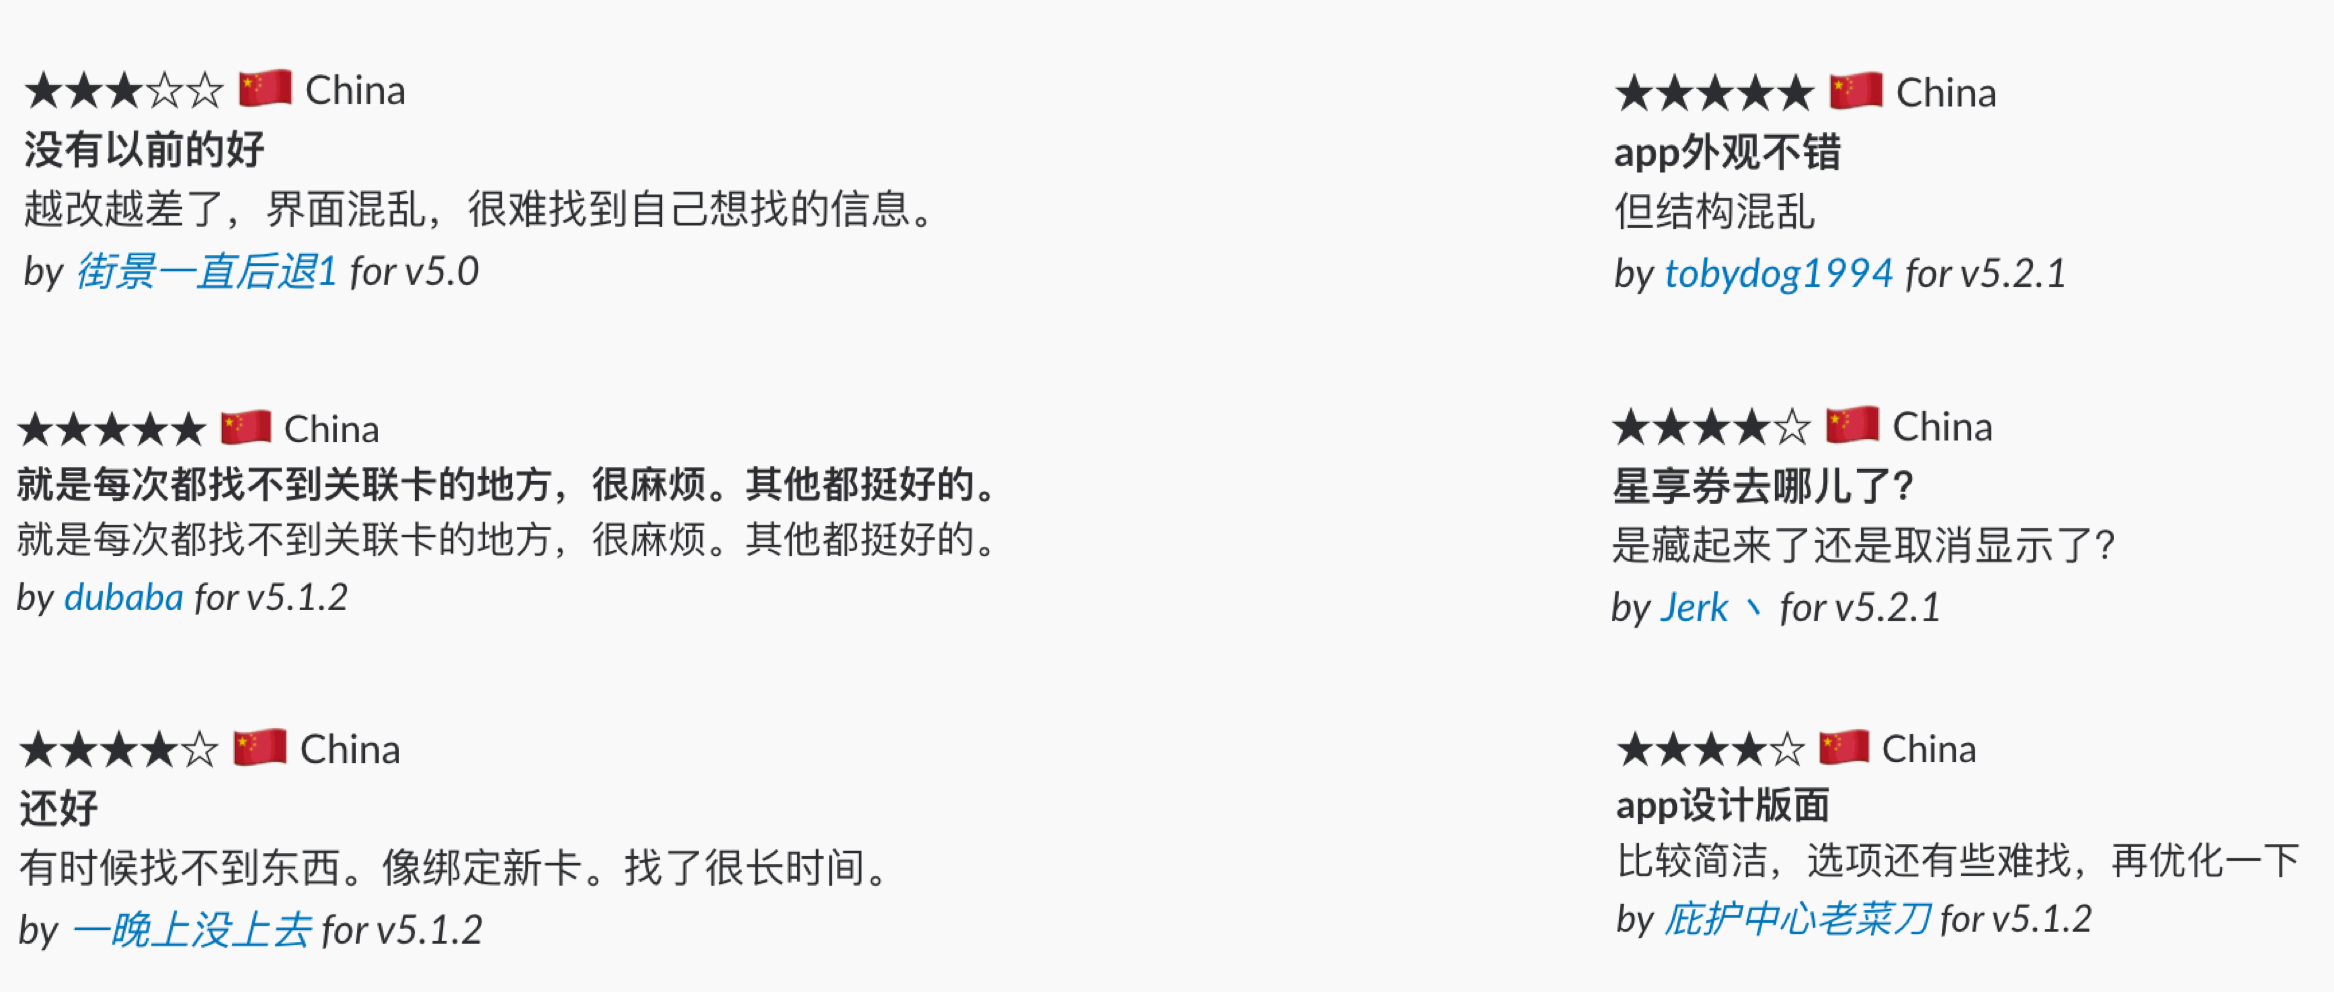 ★★★☆☆ 🇨🇳 China
没有以前的好
越改越差了，界面混乱，很难找到自己想找的信息。
by 街景一直后退1 for v5.0
★★★★★ 🇨🇳 China
就是每次都找不到关联卡的地方，很麻烦。其他都挺好的。
就是每次都找不到关联卡的地方，很麻烦。其他都挺好的。
by dubaba for v5.1.2
★★★★☆ 🇨🇳 China
还好
有时候找不到东西。像绑定新卡。找了很长时间。
by 一晚上没上去 for v5.1.2
★★★★★ 🇨🇳 China
app外观不错
但结构混乱
by tobydog1994 for v5.2.1
★★★★☆ 🇨🇳 China
星享券去哪儿了?
是藏起来了还是取消显示了?
by Jerk丶 for v5.2.1
★★★★☆ 🇨🇳 China
app设计版面
比较简洁，选项还有些难找，再优化一下
by 庇护中心老菜刀 for v5.1.2